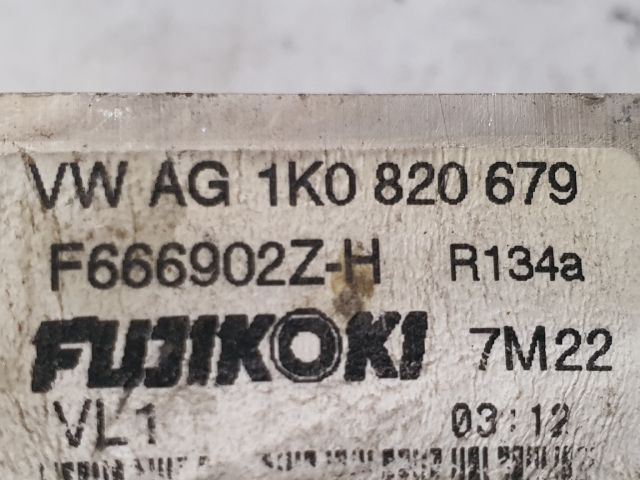 VW AG 1K0 820 679
F666902Z-H R134a
FUJIKOKI 7M22
VL1 03:12